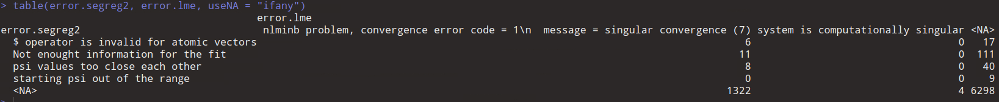 > table(error.segreg2, error.lme, useNA = "ifany")
error.lme
error.segreg2 nlminb problem, convergence error code = 1\n  message = singular convergence (7) system is computationally singular <NA>
$ operator is invalid for atomic vectors 6 0 17
Not enought information for the fit 11 0 111
psi values too close each other 8 0 40
starting psi out of the range 0 0 9
<NA> 1322 4 6298
>